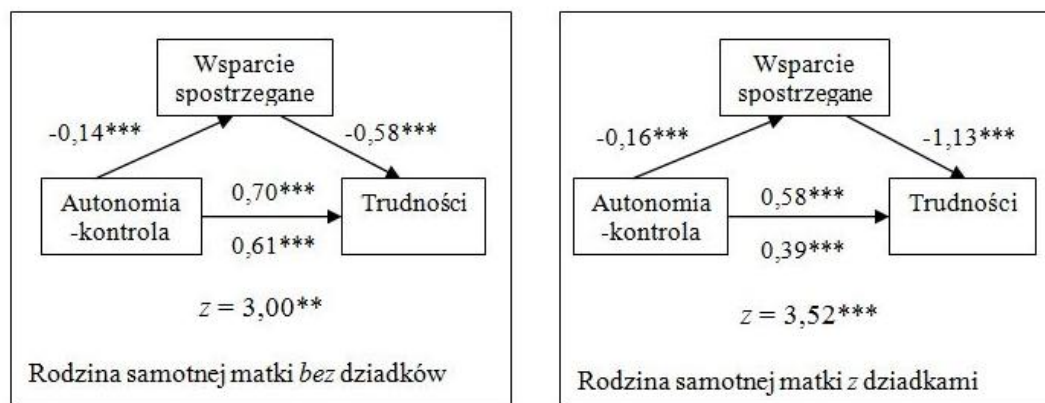 Wsparcie
spostrzegane
-0,14***
-0,58***
Autonomia
-kontrola
0,70***
0,61***
Trudności
z = 3,00**
Rodzina samotnej matki bez dziadków
Wsparcie
spostrzegane
-0,16***
-1,13***
Autonomia
-kontrola
0,58***
0,39***
Trudności
z = 3,52***
Rodzina samotnej matki z dziadkami